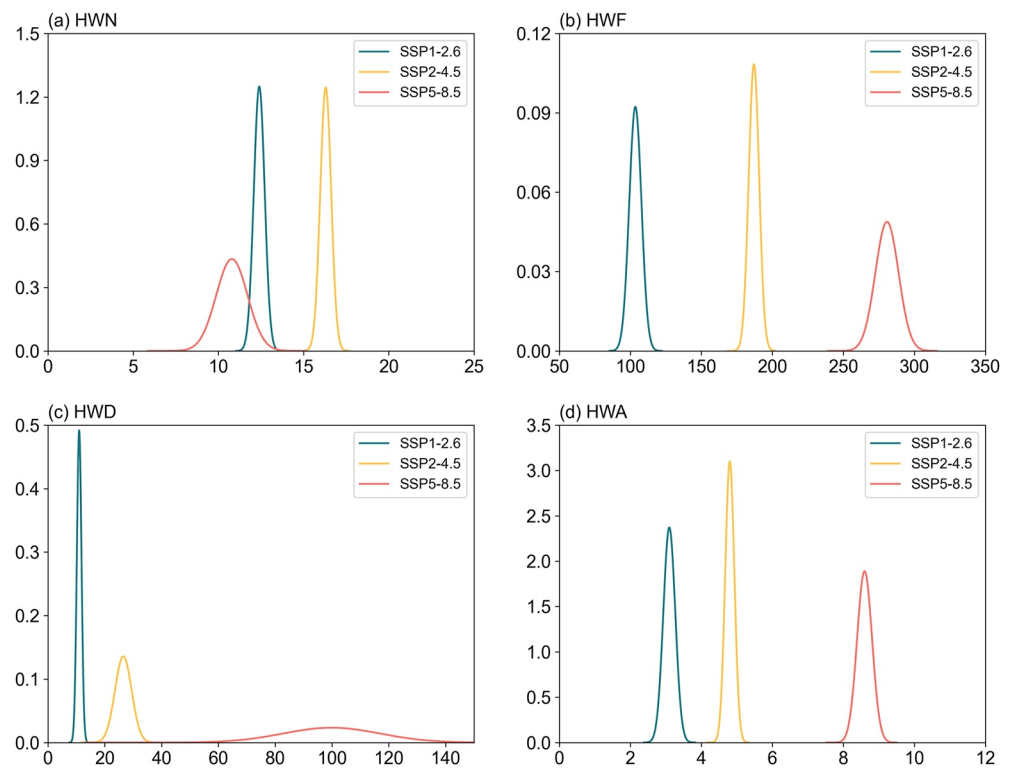 (a) HWN
1.5
1.2
0.9
0.6
0.3
0.0
0 5 10 15 20 25
SSP1-2.6
SSP2-4.5
SSP5-8.5
(b) HWF
0.12
0.09
0.06
0.03
0.00
50 100 150 200 250 300 350
SSP1-2.6
SSP2-4.5
SSP5-8.5
(c) HWD
0.5
0.4
0.3
0.2
0.1
0.0
0 20 40 60 80 100 120 140
SSP1-2.6
SSP2-4.5
SSP5-8.5
(d) HWA
3.5
3.0
2.5
2.0
1.5
1.0
0.5
0.0
0 2 4 6 8 10 12
SSP1-2.6
SSP2-4.5
SSP5-8.5